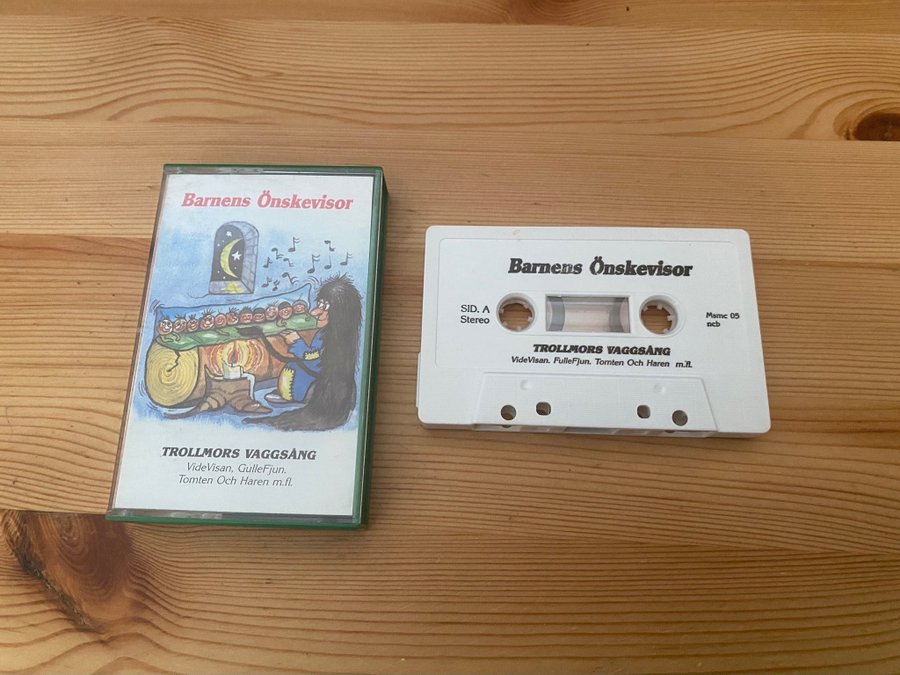 Barnens Önskevisor
TROLLMORS VAGGSÅNG
VideVisan, GulleFjun.
Tomten Och Haren m.fl.
Barnens Önskevisor
SID. A
Stereo
Msmc 05
ncb
TROLLMORS VAGGSÅNG
VideVisan. FulleFjun. Tomten Och Haren m.fl.